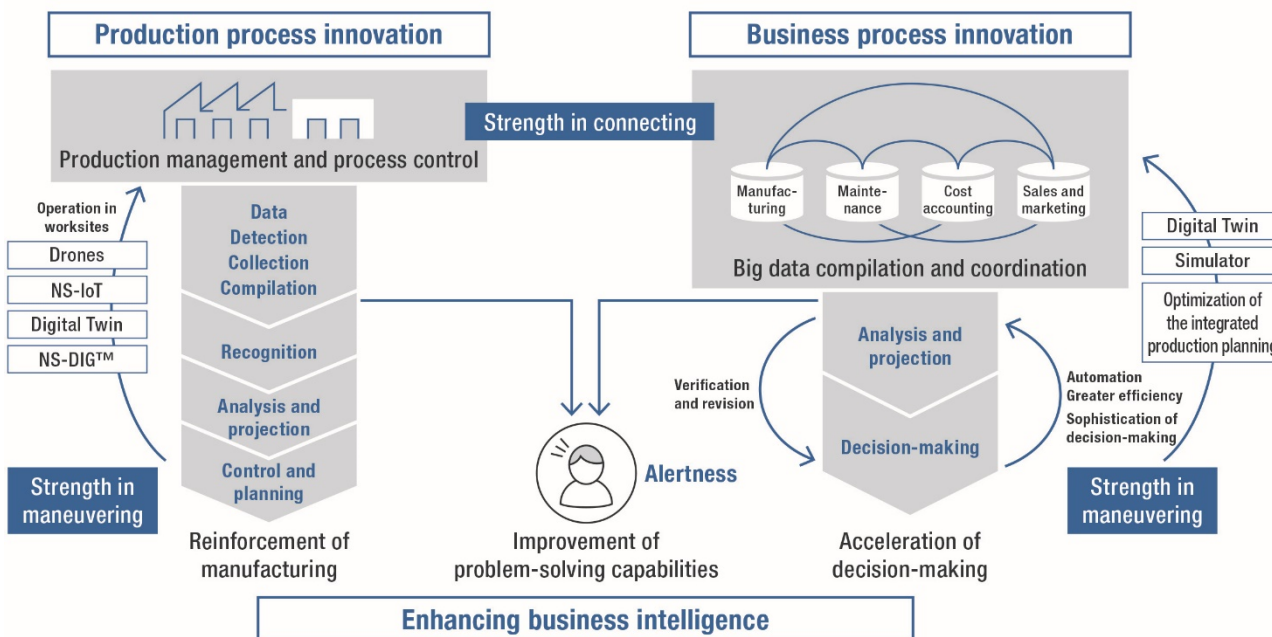 Production process innovation
Business process innovation
Production management and process control
Strength in connecting
Manufac-
turing
Mainte-
nance
Cost
accounting
Sales and
marketing
Big data compilation and coordination
Operation in
worksites
Drones
NS-IoT
Digital Twin
NS-DIG™
Strength in
maneuvering
Data
Detection
Collection
Compilation
Recognition
Analysis and
projection
Control and
planning
Reinforcement of
manufacturing
Alertness
Improvement of
problem-solving capabilities
Verification
and revision
Analysis and
projection
Decision-making
Acceleration of
decision-making
Automation
Greater efficiency
Sophistication of
decision-making
Digital Twin
Simulator
Optimization of
the integrated
production planning
Strength in
maneuvering
Enhancing business intelligence